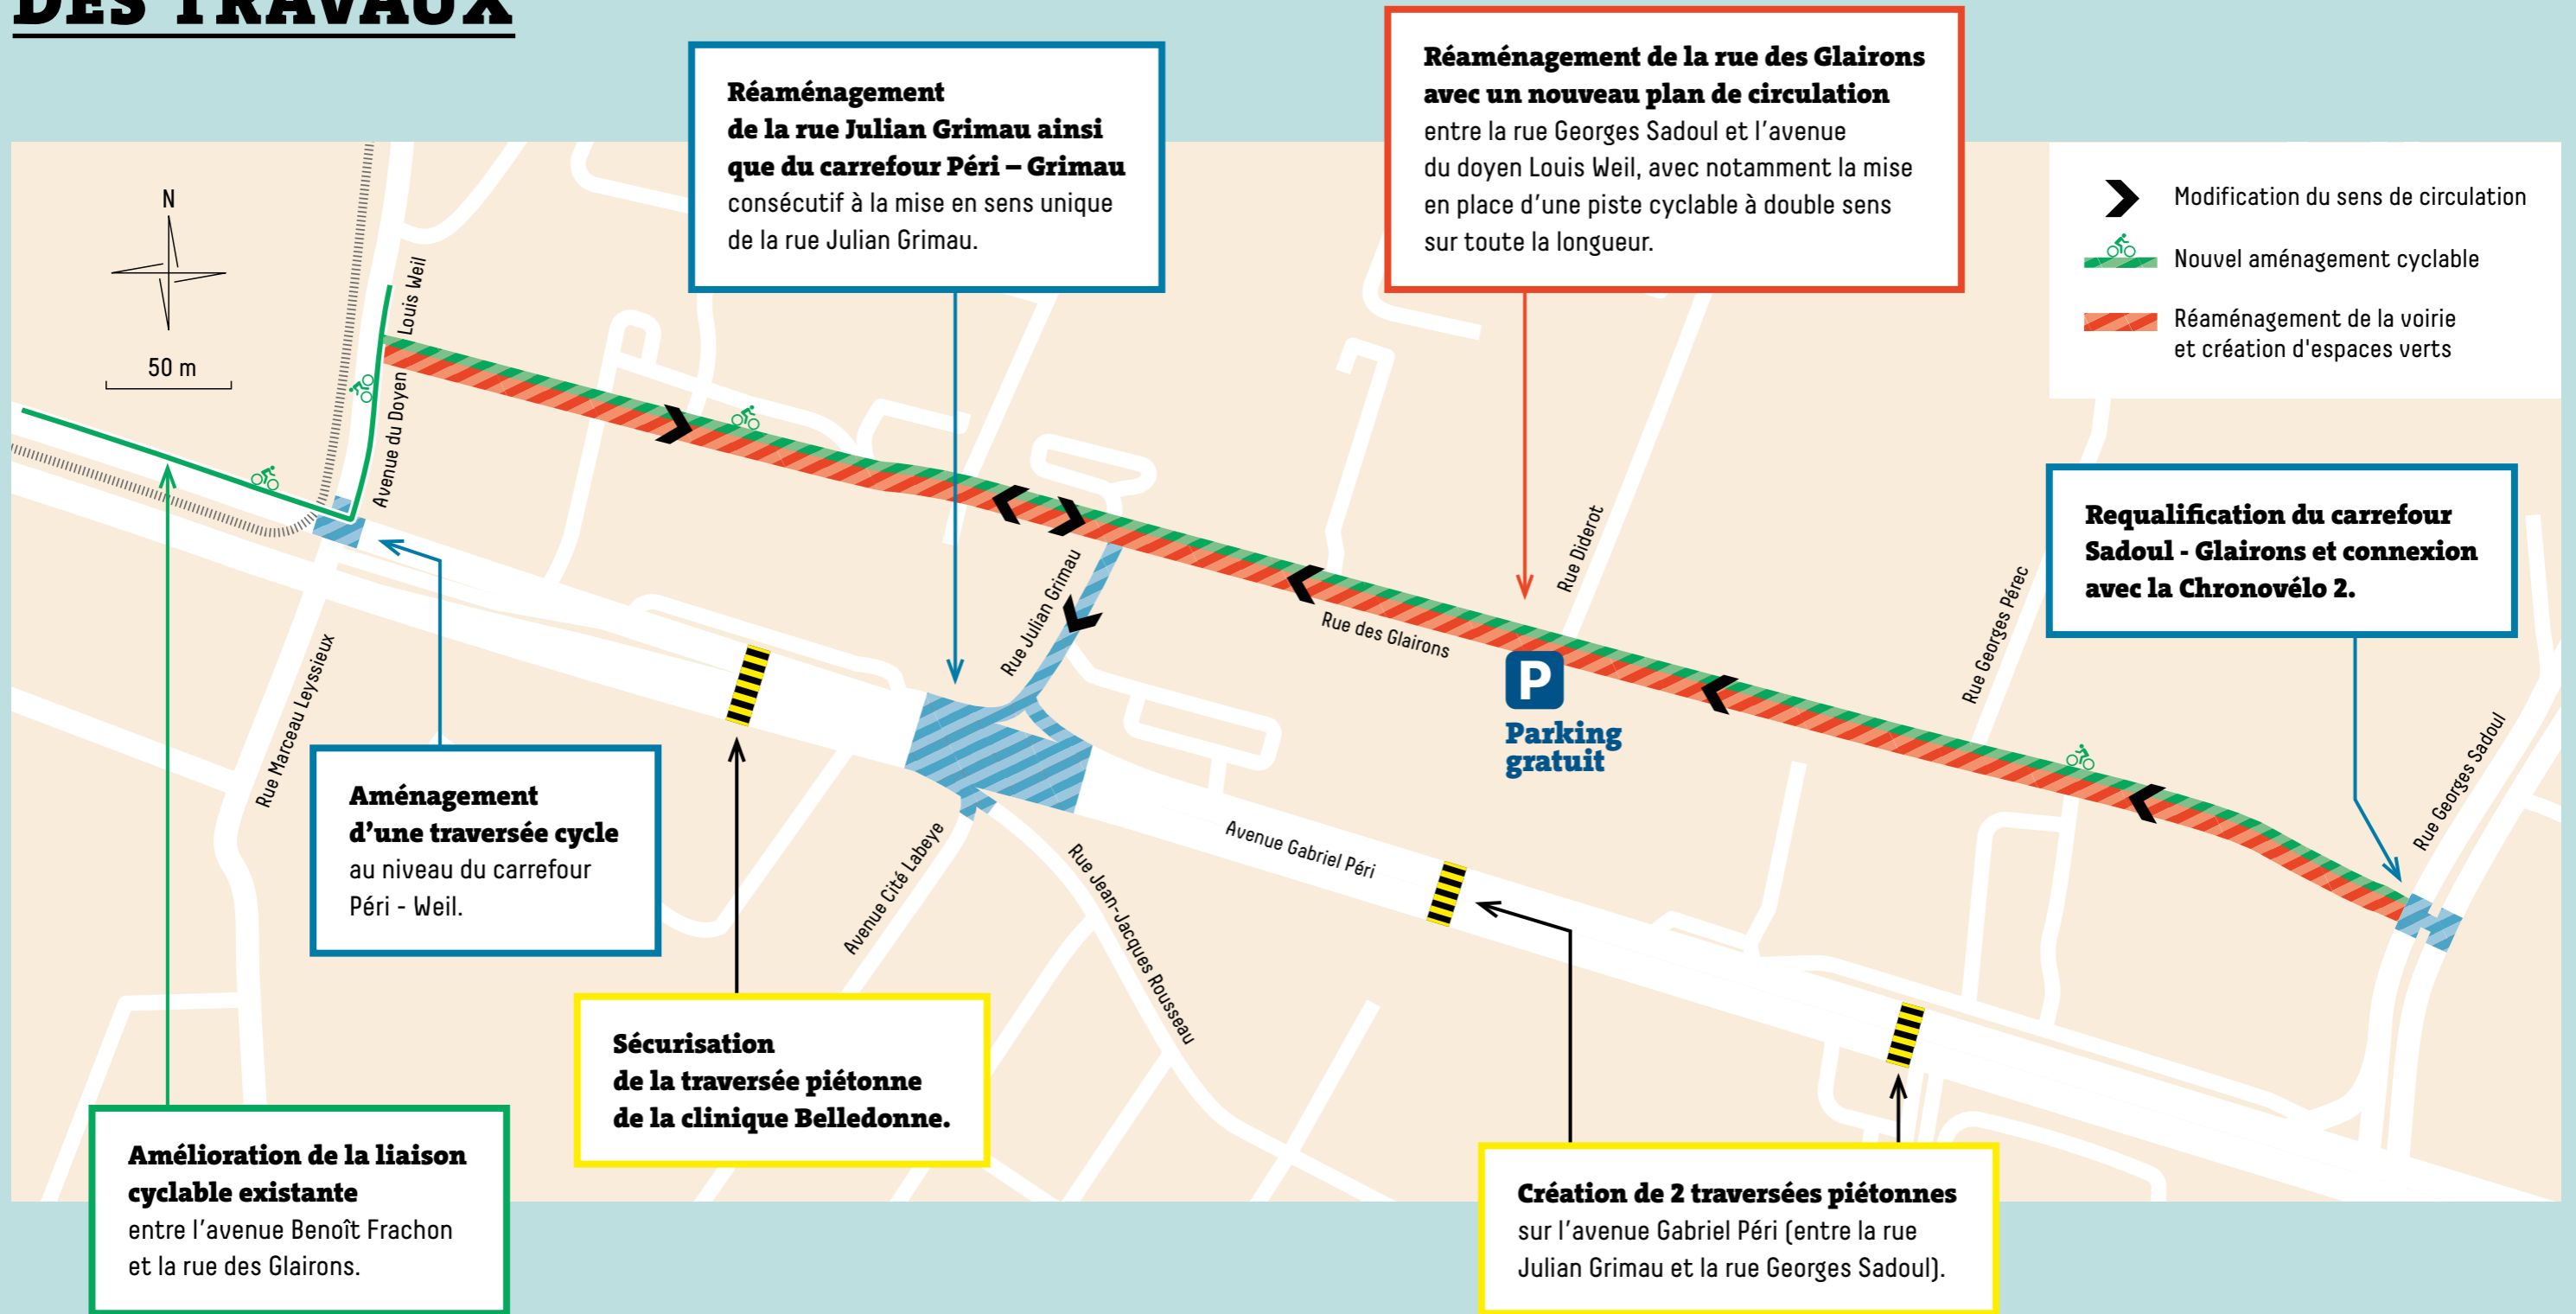 DES TRAVAUX
Réaménagement
de la rue Julian Grimau ainsi
que du carrefour Péri – Grimau
consécutif à la mise en sens unique
de la rue Julian Grimau.
Réaménagement de la rue des Glairons
avec un nouveau plan de circulation
entre la rue Georges Sadoul et l'avenue
du doyen Louis Weil, avec notamment la mise
en place d'une piste cyclable à double sens
sur toute la longueur.
Modification du sens de circulation
Nouvel aménagement cyclable
Réaménagement de la voirie
et création d'espaces verts
N
50 m
Avenue du Doyen Louis Weil
Rue Marceau Leyssieux
Rue Julian Grimau
Rue des Glairons
Rue Diderot
Rue Georges Pérec
Rue Georges Sadoul
P
Parking
gratuit
Avenue Gabriel Péri
Avenue Cité Labeye
Rue Jean-Jacques Rousseau
Requalification du carrefour
Sadoul - Glairons et connexion
avec la Chronovélo 2.
Aménagement
d'une traversée cycle
au niveau du carrefour
Péri - Weil.
Sécurisation
de la traversée piétonne
de la clinique Belledonne.
Amélioration de la liaison
cyclable existante
entre l'avenue Benoît Frachon
et la rue des Glairons.
Création de 2 traversées piétonnes
sur l'avenue Gabriel Péri (entre la rue
Julian Grimau et la rue Georges Sadoul).